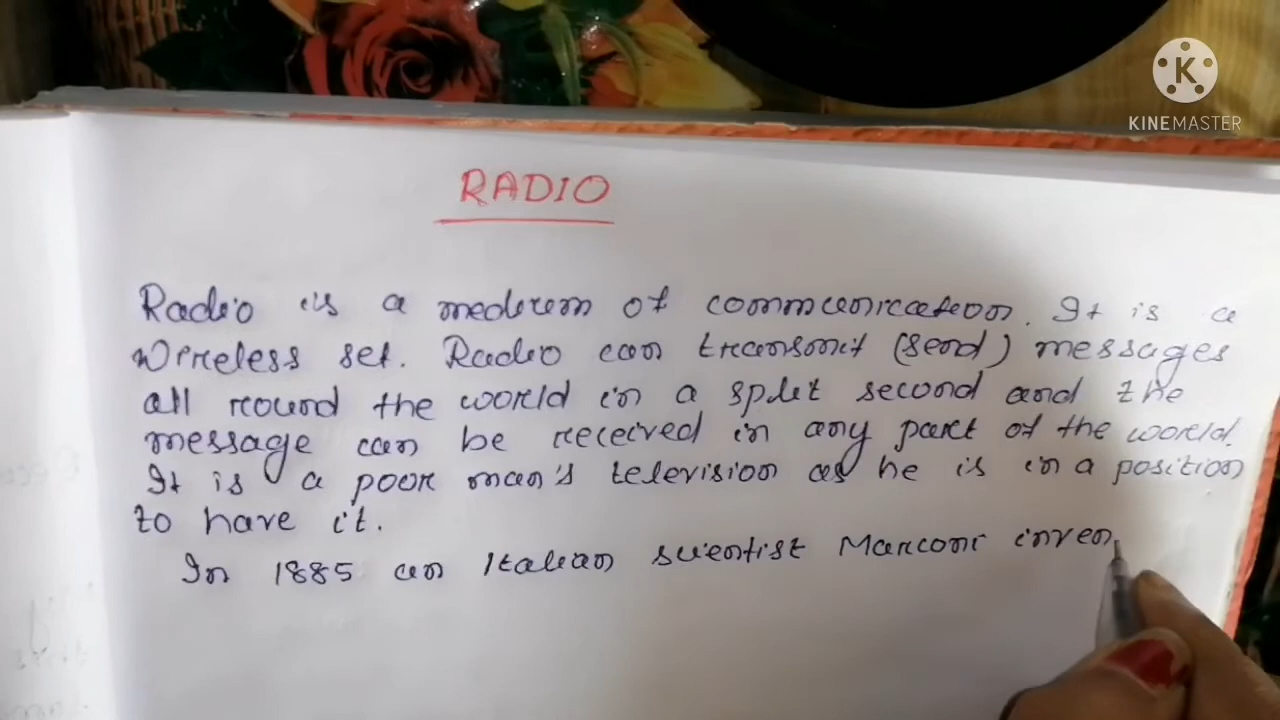 KINEMASTER
RADIO
Radio is a medium of communication. It is a
Wireless set. Radio can transmit (send) messages
all round the world in a split second and the
message can be received in any part of the world.
It is a poor man's television as he is in a position
to have it.
In 1885 an Italian scientist Marconi inven